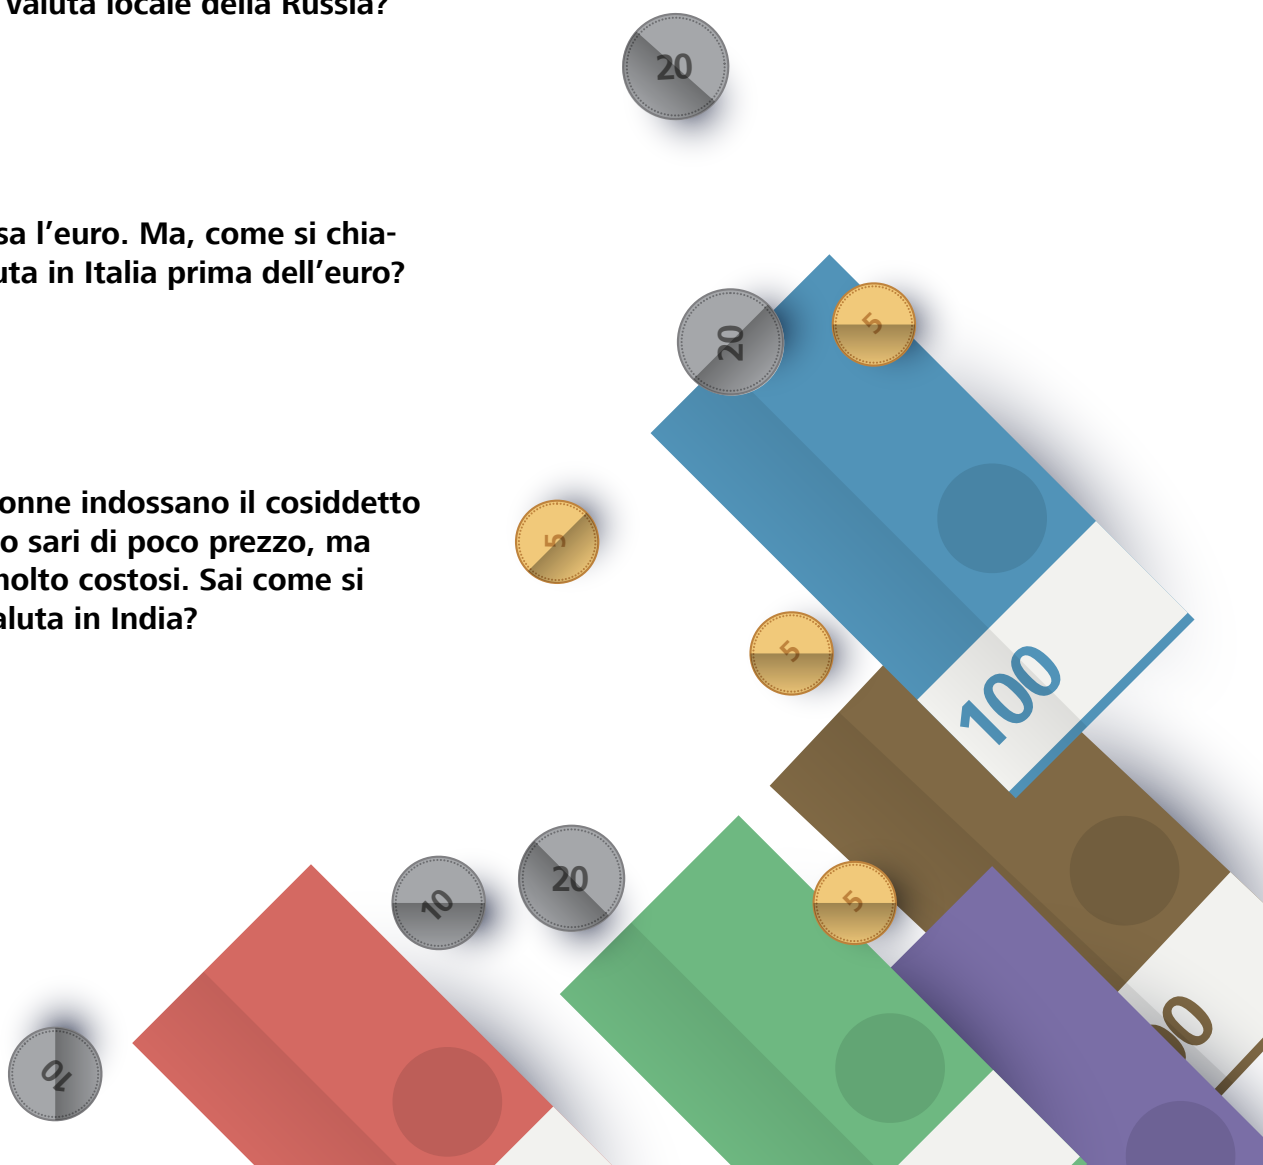 valuta locale della Russia?
20
sa l'euro. Ma, come si chia-
uta in Italia prima dell'euro?
20
5
onne indossano il cosiddetto
o sari di poco prezzo, ma
molto costosi. Sai come si
aluta in India?
5
5
100
20
10
5
00
10